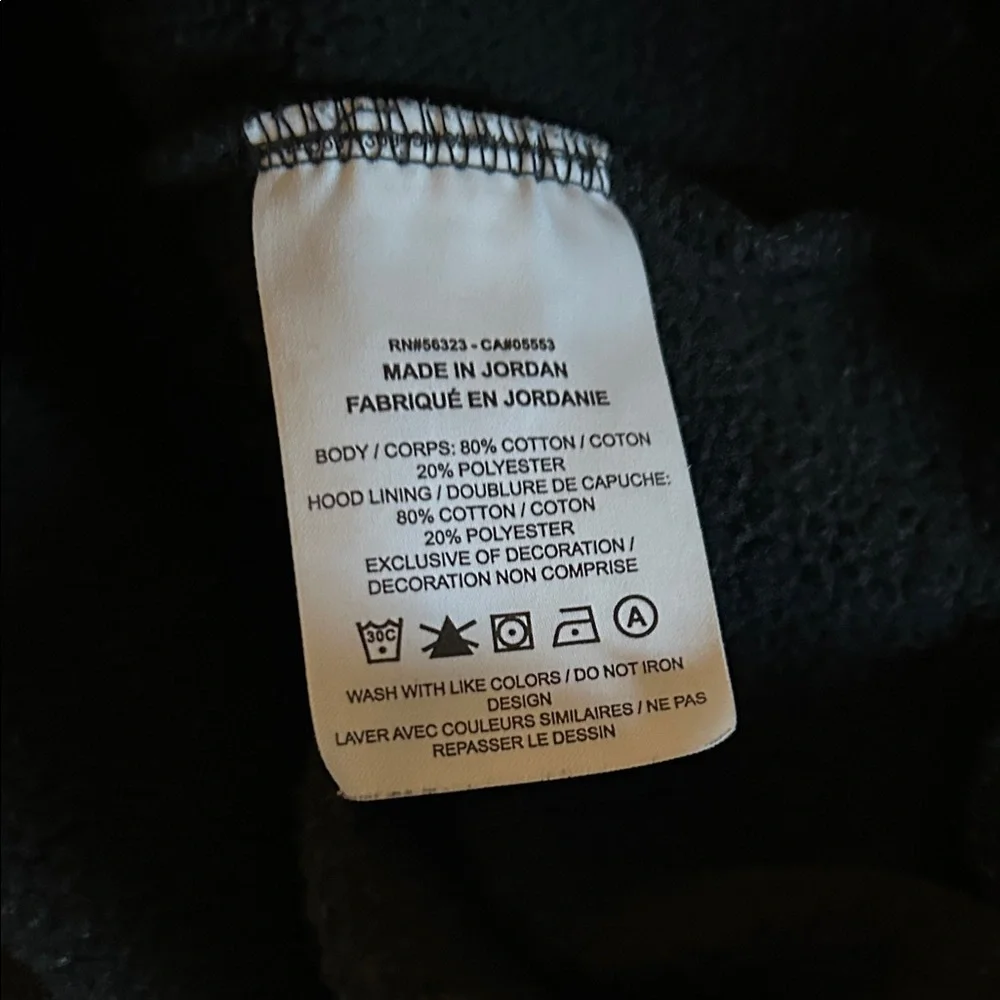 RN#56323 - CA#05553
MADE IN JORDAN
FABRIQUÉ EN JORDANIE
BODY / CORPS: 80% COTTON / COTON
20% POLYESTER
HOOD LINING / DOUBLURE DE CAPUCHE:
80% COTTON / COTON
20% POLYESTER
EXCLUSIVE OF DECORATION /
DECORATION NON COMPRISE
30C A
WASH WITH LIKE COLORS / DO NOT IRON
DESIGN
LAVER AVEC COULEURS SIMILAIRES / NE PAS
REPASSER LE DESSIN